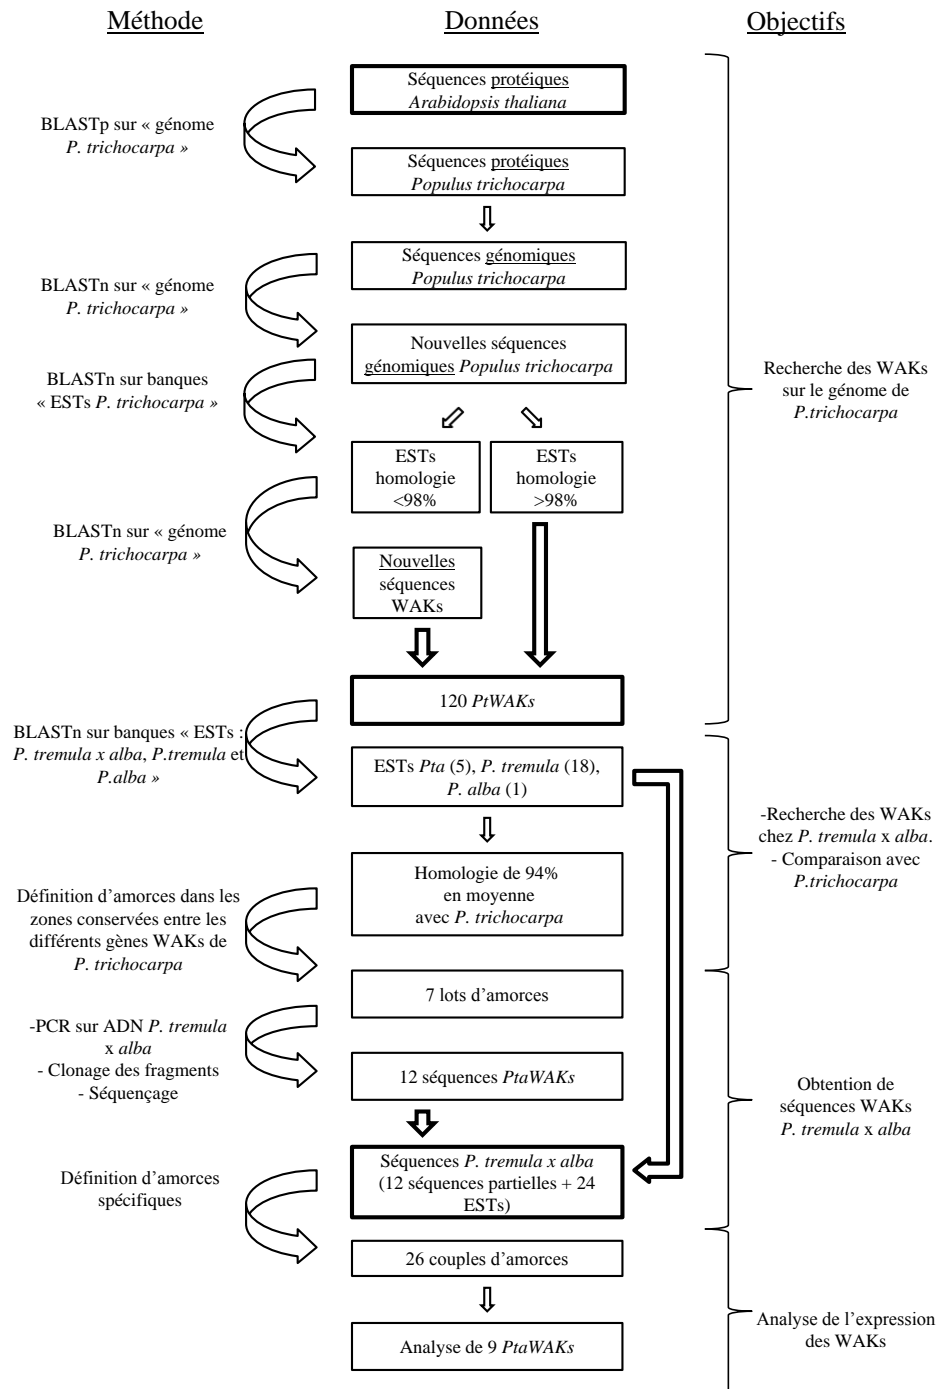 Méthode
Données
Objectifs
Séquences protéiques
Arabidopsis thaliana
BLASTp sur « génome
P. trichocarpa »
Séquences protéiques
Populus trichocarpa
Séquences génomiques
Populus trichocarpa
BLASTn sur « génome
P. trichocarpa »
Nouvelles séquences
génomiques Populus trichocarpa
BLASTn sur banques
« ESTs P. trichocarpa »
Recherche des WAKs
sur le génome de
P.trichocarpa
ESTs
homologie
<98%
ESTs
homologie
>98%
BLASTn sur « génome
P. trichocarpa »
Nouvelles
séquences
WAKs
120 PtWAKs
BLASTn sur banques « ESTs :
P. tremula x alba, P.tremula et
P.alba »
ESTs Pta (5), P. tremula (18),
P. alba (1)
-Recherche des WAKs
chez P. tremula x alba.
- Comparaison avec
P.trichocarpa
Homologie de 94%
en moyenne
avec P. trichocarpa
Définition d’amorces dans les
zones conservées entre les
différents gènes WAKs de
P. trichocarpa
7 lots d’amorces
-PCR sur ADN P. tremula
x alba
- Clonage des fragments
- Séquençage
12 séquences PtaWAKs
Obtention de
séquences WAKs
P. tremula x alba
Séquences P. tremula x alba
(12 séquences partielles + 24
ESTs)
Définition d’amorces
spécifiques
26 couples d’amorces
Analyse de l’expression
des WAKs
Analyse de 9 PtaWAKs